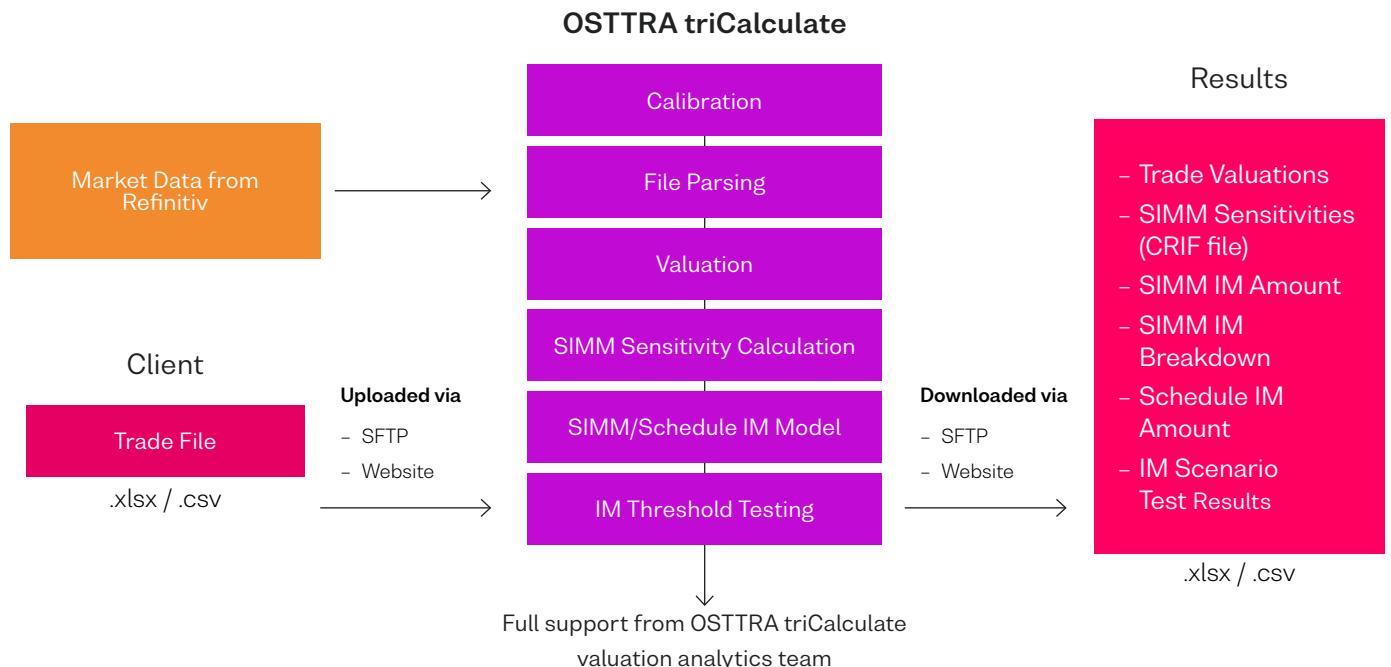 OSTTRA triCalculate
Market Data from
Refinitiv
Client
Trade File
.xlsx / .csv
Uploaded via
– SFTP
– Website
Calibration
File Parsing
Valuation
SIMM Sensitivity Calculation
SIMM/Schedule IM Model
IM Threshold Testing
Full support from OSTTRA triCalculate
valuation analytics team
Downloaded via
– SFTP
– Website
Results
– Trade Valuations
– SIMM Sensitivities
(CRIF file)
– SIMM IM Amount
– SIMM IM
Breakdown
– Schedule IM
Amount
– IM Scenario
Test Results
.xlsx / .csv